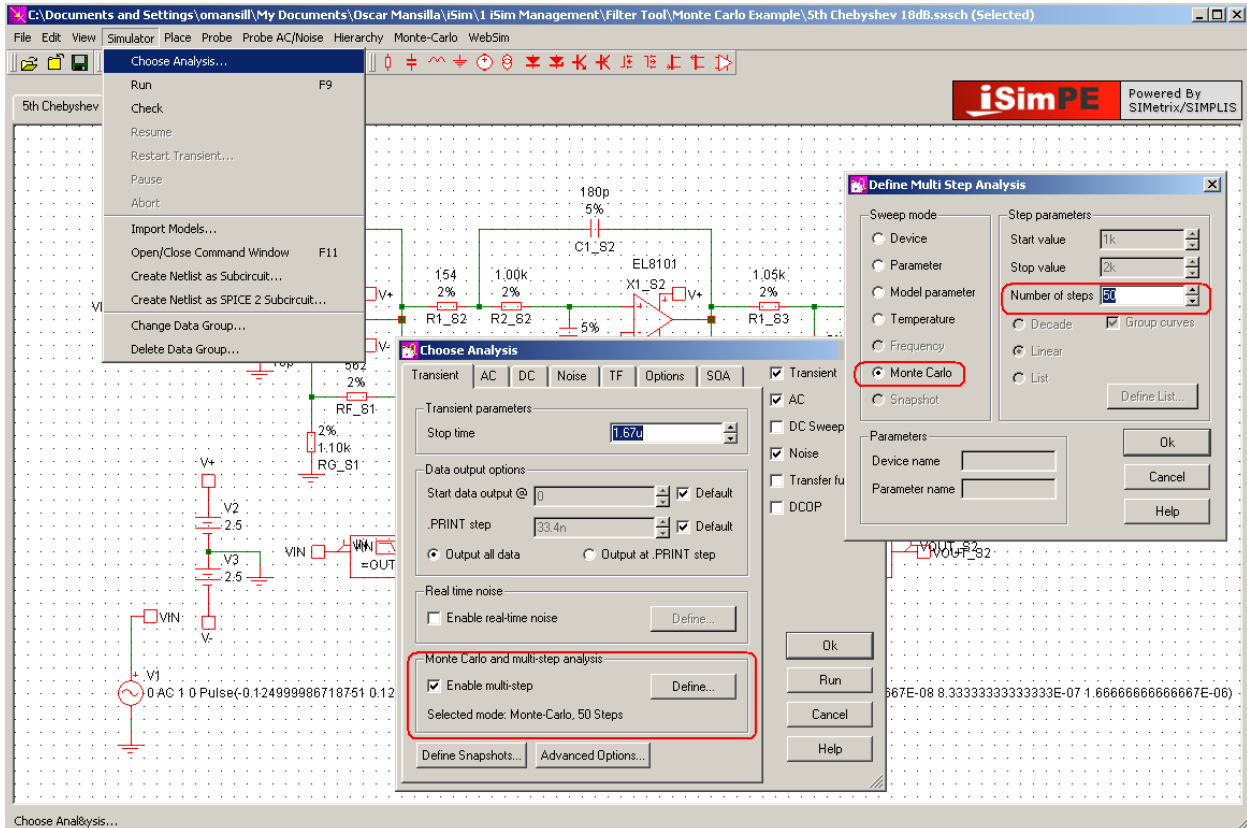 C:\Documents and Settings\omansill\My Documents\Oscar Mansilla\iSim\1 iSim Management\Filter Tool\Monte Carlo Example\5th Chebyshev 18dB.sxsch (Selected)
File Edit View Simulator Place Probe Probe AC/Noise Hierarchy Monte-Carlo WebSim
5th Chebyshev
iSimPE
Powered By
SIMetrix/SIMPLIS
Choose Analysis...
Run F9
Check
Resume
Restart Transient...
Pause
Abort
Import Models...
Open/Close Command Window F11
Create Netlist as Subcircuit...
Create Netlist as SPICE 2 Subcircuit...
Change Data Group...
Delete Data Group...
180p
5%
C1_S2
154
2%
R1_S2
1.00k
2%
R2_S2
EL8101
X1_S2
V+
1.05k
2%
R1_S3
5%
V+
V-
562
2%
RF_S1
2%
1.10k
RG_S1
V+
V2
2.5
V3
2.5
V-
VIN
VIN
=OUT
VIN
V1
0 AC 1 0 Pulse(-0.124999986718751 0.12
667E-08 8.33333333333333E-07 1.66666666666667E-06)
VOUT_S2
Choose Analysis
Transient AC DC Noise TF Options SOA
Transient parameters
Stop time 1.67u
Data output options
Start data output @ 0 Default
.PRINT step 33.4n Default
Output all data Output at .PRINT step
Real time noise
Enable real-time noise Define...
Monte Carlo and multi-step analysis
Enable multi-step Define...
Selected mode: Monte-Carlo, 50 Steps
Define Snapshots... Advanced Options...
Transient
AC
DC Sweep
Noise
Transfer fu
DCOP
Ok
Run
Cancel
Help
Define Multi Step Analysis
Sweep mode
Device
Parameter
Model parameter
Temperature
Frequency
Monte Carlo
Snapshot
Step parameters
Start value 1k
Stop value 2k
Number of steps 50
Decade Group curves
Linear
List
Define List...
Parameters
Device name
Parameter name
Ok
Cancel
Help
Choose Anal&ysis...